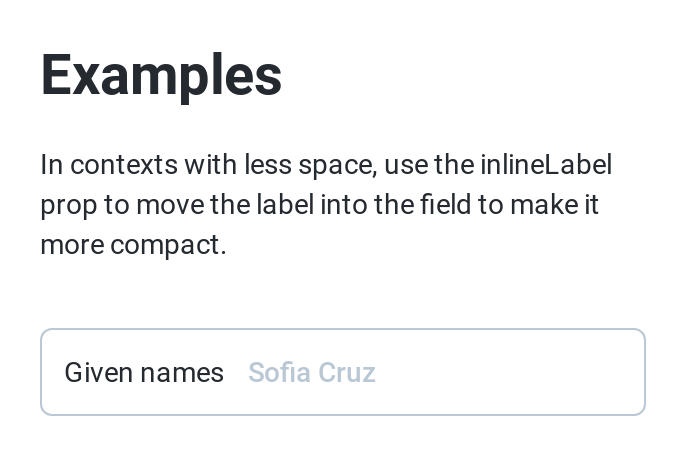 Examples
In contexts with less space, use the inlineLabel
prop to move the label into the field to make it
more compact.
Given names Sofia Cruz